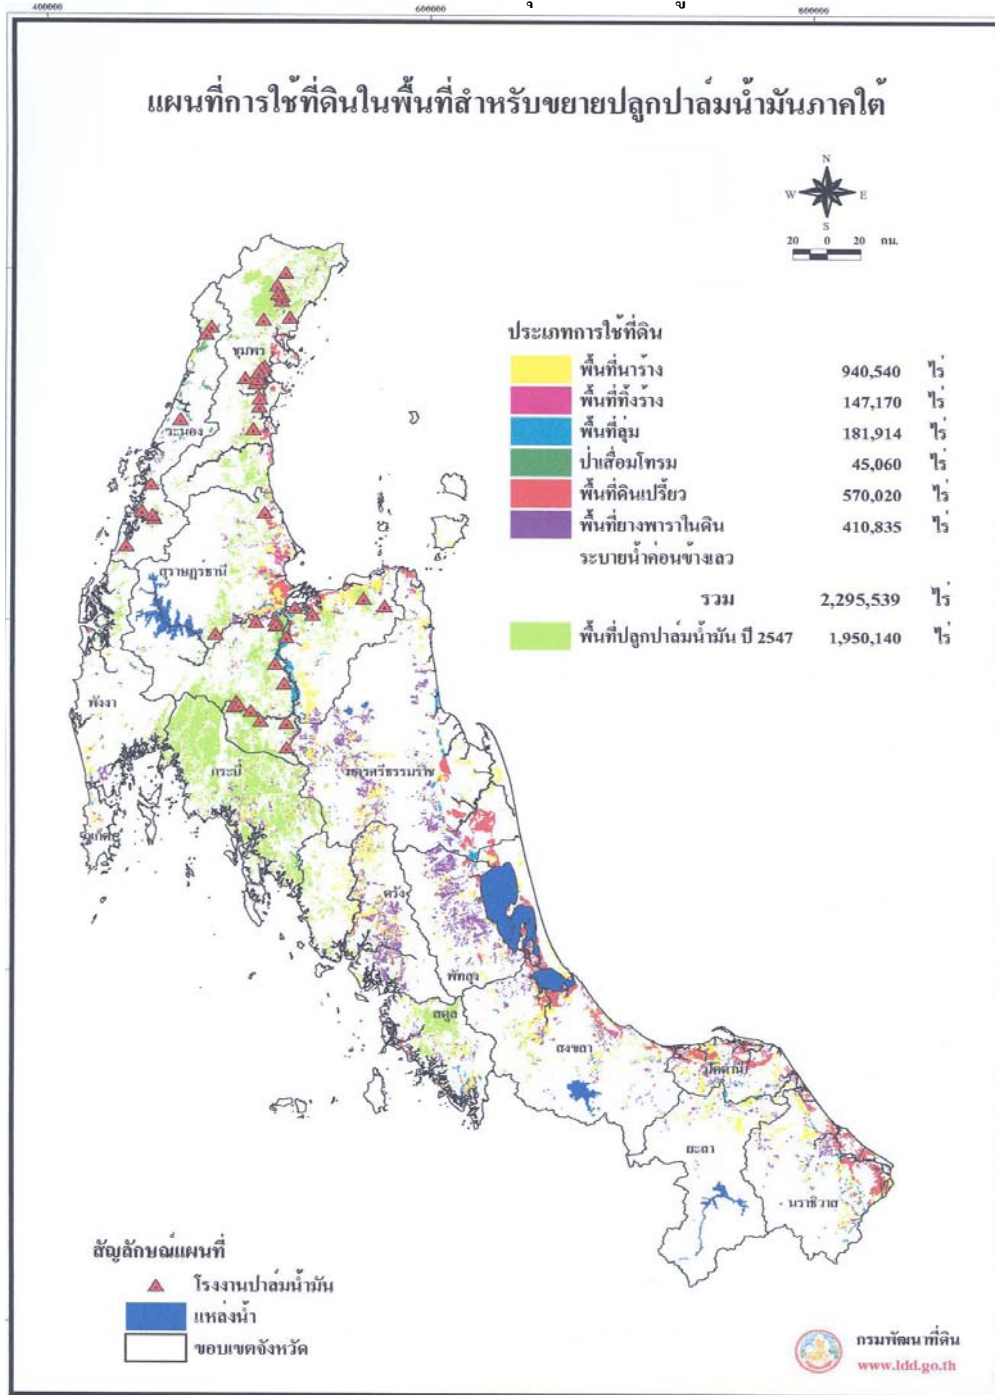 400000 600000 800000
แผนที่การใช้ที่ดินในพื้นที่สำหรับขยายปลูกปาล์มน้ำมันภาคใต้
N
W E
S
20 0 20 กม.
ประเภทการใช้ที่ดิน
พื้นที่นาร้าง 940,540 ไร่
พื้นที่ทิ้งร้าง 147,170 ไร่
พื้นที่ลุ่ม 181,914 ไร่
ป่าเสื่อมโทรม 45,060 ไร่
พื้นที่ดินเปรี้ยว 570,020 ไร่
พื้นที่ยางพาราในดิน 410,835 ไร่
ระบายน้ำค่อนข้างเลว
รวม 2,295,539 ไร่
พื้นที่ปลูกปาล์มน้ำมัน ปี 2547 1,950,140 ไร่
ชุมพร
ระนอง
สุราษฎร์ธานี
พังงา
กระบี่
นครศรีธรรมราช
ภูเก็ต
ตรัง
พัทลุง
สตูล
สงขลา
ปัตตานี
ยะลา
นราธิวาส
สัญลักษณ์แผนที่
โรงงานปาล์มน้ำมัน
แหล่งน้ำ
ขอบเขตจังหวัด
กรมพัฒนาที่ดิน
www.ldd.go.th